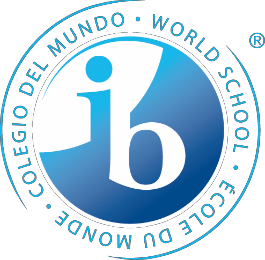 COLEGIO DEL MUNDO • WORLD SCHOOL • ÉCOLE DU MONDE •
®
ib